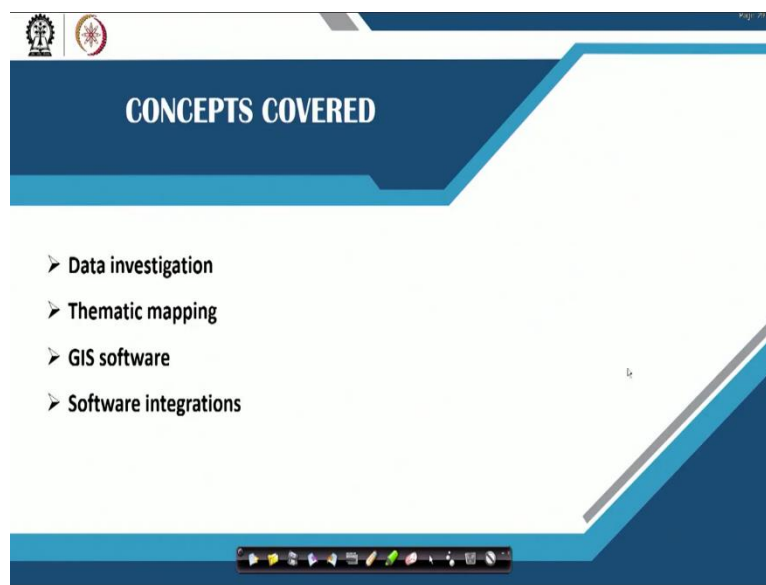 CONCEPTS COVERED
➢ Data investigation
➢ Thematic mapping
➢ GIS software
➢ Software integrations